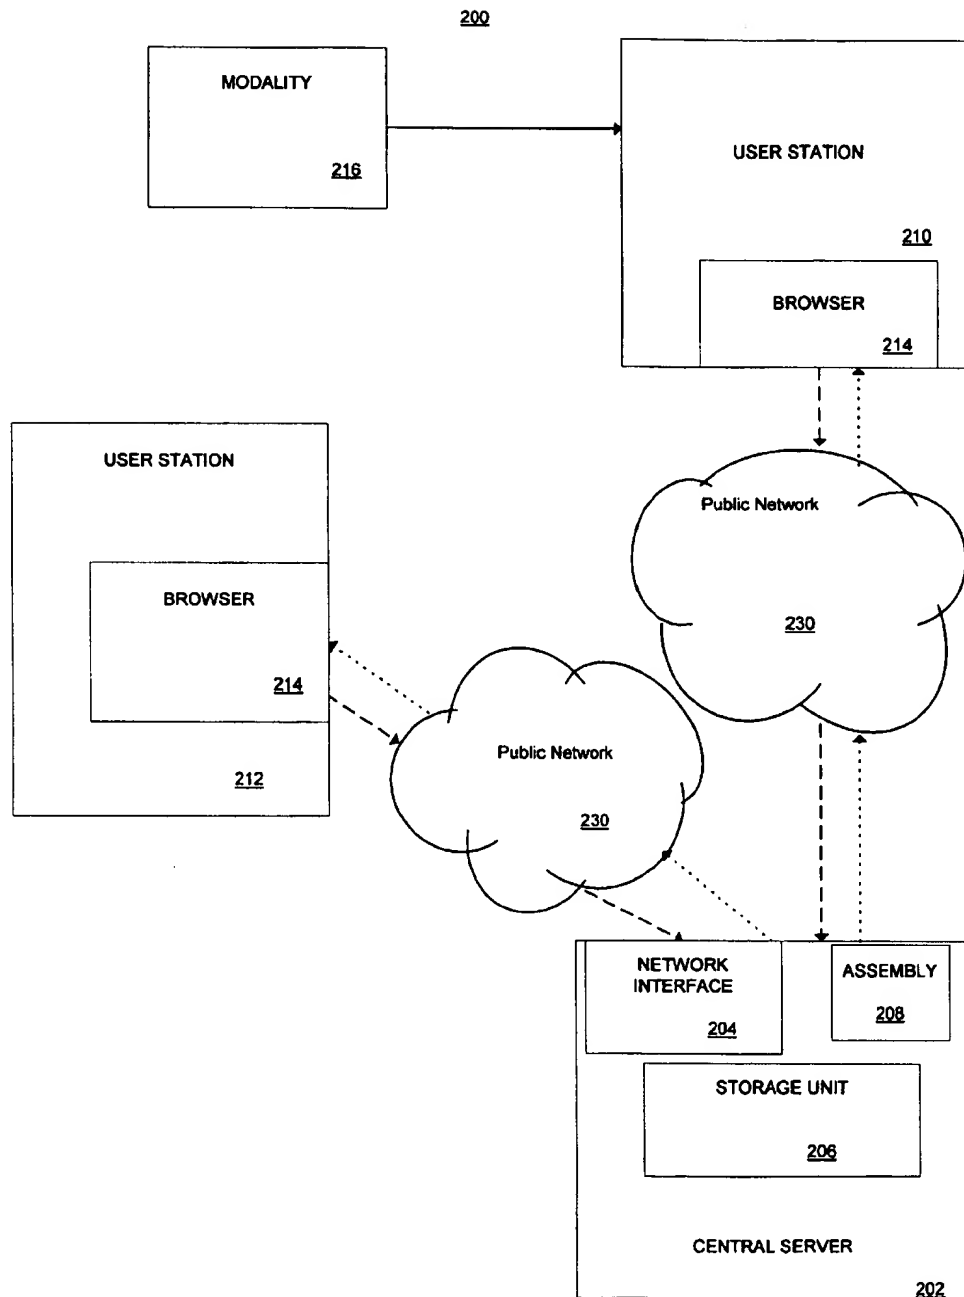 200
MODALITY
216
USER STATION
210
BROWSER
214
USER STATION
BROWSER
214
212
Public Network
230
Public Network
230
NETWORK
INTERFACE
204
ASSEMBLY
208
STORAGE UNIT
206
CENTRAL SERVER
202